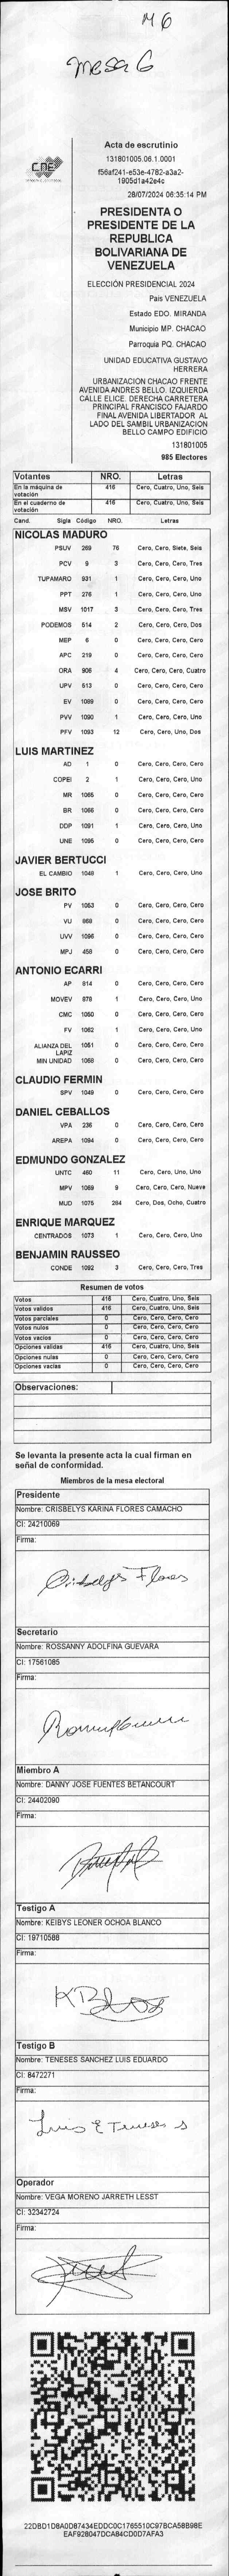 M 6
Mesa 6
CNE
Acta de escrutinio
131801005.06.1.0001
f56af241-e53e-4782-a3a2-
1905d1a42e4c
28/07/2024 06:35:14 PM
PRESIDENTA O
PRESIDENTE DE LA
REPUBLICA
BOLIVARIANA DE
VENEZUELA
ELECCIÓN PRESIDENCIAL 2024
Pais VENEZUELA
Estado EDO. MIRANDA
Municipio MP. CHACAO
Parroquia PQ. CHACAO
UNIDAD EDUCATIVA GUSTAVO
HERRERA
URBANIZACION CHACAO FRENTE
AVENIDA ANDRES BELLO. IZQUIERDA
CALLE ELICE. DERECHA CARRETERA
PRINCIPAL FRANCISCO FAJARDO
FINAL AVENIDA LIBERTADOR AL
LADO DEL SAMBIL URBANIZACION
BELLO CAMPO EDIFICIO
131801005
985 Electores
Votantes NRO. Letras
En la máquina de votación 416 Cero, Cuatro, Uno, Seis
En el cuaderno de votación 416 Cero, Cuatro, Uno, Seis
Cand. Sigla Código NRO. Letras
NICOLAS MADURO
PSUV 269 76 Cero, Cero, Siete, Seis
PCV 9 3 Cero, Cero, Cero, Tres
TUPAMARO 931 1 Cero, Cero, Cero, Uno
PPT 276 1 Cero, Cero, Cero, Uno
MSV 1017 3 Cero, Cero, Cero, Tres
PODEMOS 514 2 Cero, Cero, Cero, Dos
MEP 6 0 Cero, Cero, Cero, Cero
APC 219 0 Cero, Cero, Cero, Cero
ORA 906 4 Cero, Cero, Cero, Cuatro
UPV 513 0 Cero, Cero, Cero, Cero
EV 1089 0 Cero, Cero, Cero, Cero
PVV 1090 1 Cero, Cero, Cero, Uno
PFV 1093 12 Cero, Cero, Uno, Dos
LUIS MARTINEZ
AD 1 0 Cero, Cero, Cero, Cero
COPEI 2 1 Cero, Cero, Cero, Uno
MR 1065 0 Cero, Cero, Cero, Cero
BR 1066 0 Cero, Cero, Cero, Cero
DDP 1091 1 Cero, Cero, Cero, Uno
UNE 1095 0 Cero, Cero, Cero, Cero
JAVIER BERTUCCI
EL CAMBIO 1048 1 Cero, Cero, Cero, Uno
JOSE BRITO
PV 1053 0 Cero, Cero, Cero, Cero
VU 868 0 Cero, Cero, Cero, Cero
UVV 1096 0 Cero, Cero, Cero, Cero
MPJ 458 0 Cero, Cero, Cero, Cero
ANTONIO ECARRI
AP 814 0 Cero, Cero, Cero, Cero
MOVEV 878 1 Cero, Cero, Cero, Uno
CMC 1060 0 Cero, Cero, Cero, Cero
FV 1062 1 Cero, Cero, Cero, Uno
ALIANZA DEL LAPIZ 1051 0 Cero, Cero, Cero, Cero
MIN UNIDAD 1068 0 Cero, Cero, Cero, Cero
CLAUDIO FERMIN
SPV 1049 0 Cero, Cero, Cero, Cero
DANIEL CEBALLOS
VPA 236 0 Cero, Cero, Cero, Cero
AREPA 1094 0 Cero, Cero, Cero, Cero
EDMUNDO GONZALEZ
UNTC 460 11 Cero, Cero, Uno, Uno
MPV 1069 9 Cero, Cero, Cero, Nueve
MUD 1075 284 Cero, Dos, Ocho, Cuatro
ENRIQUE MARQUEZ
CENTRADOS 1073 1 Cero, Cero, Cero, Uno
BENJAMIN RAUSSEO
CONDE 1092 3 Cero, Cero, Cero, Tres
Resumen de votos
Votos 416 Cero, Cuatro, Uno, Seis
Votos validos 416 Cero, Cuatro, Uno, Seis
Votos parciales 0 Cero, Cero, Cero, Cero
Votos nulos 0 Cero, Cero, Cero, Cero
Votos vacios 0 Cero, Cero, Cero, Cero
Opciones validas 416 Cero, Cuatro, Uno, Seis
Opciones nulas 0 Cero, Cero, Cero, Cero
Opciones vacias 0 Cero, Cero, Cero, Cero
Observaciones:
Se levanta la presente acta la cual firman en
señal de conformidad.
Miembros de la mesa electoral
Presidente
Nombre: CRISBELYS KARINA FLORES CAMACHO
CI: 24210069
Firma:
Crisbelys Flores
Secretario
Nombre: ROSSANNY ADOLFINA GUEVARA
CI: 17561085
Firma:
Miembro A
Nombre: DANNY JOSE FUENTES BETANCOURT
CI: 24402090
Firma:
Testigo A
Nombre: KEIBYS LEONER OCHOA BLANCO
CI: 19710588
Firma:
Testigo B
Nombre: TENESES SANCHEZ LUIS EDUARDO
CI: 8472271
Firma:
Luis E Teneses S
Operador
Nombre: VEGA MORENO JARRETH LESST
CI: 32342724
Firma:
22DBD1D8A0D87434EDDC0C1765510C97BCA58B98E
EAF928047DCA84CD0D7AFA3